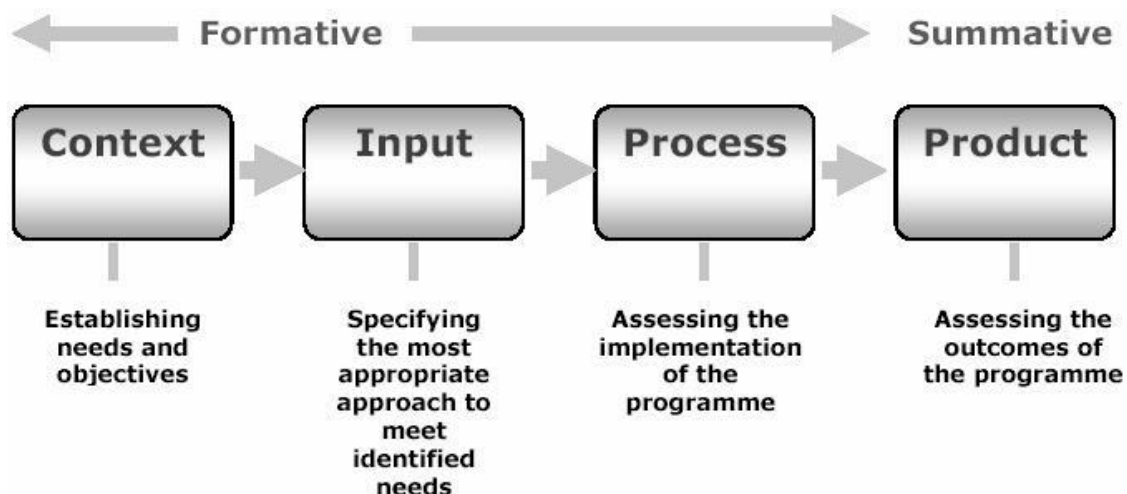 Formative
Summative
Context
Input
Process
Product
Establishing
needs and
objectives
Specifying
the most
appropriate
approach to
meet
identified
needs
Assessing the
implementation
of the
programme
Assessing the
outcomes of
the programme